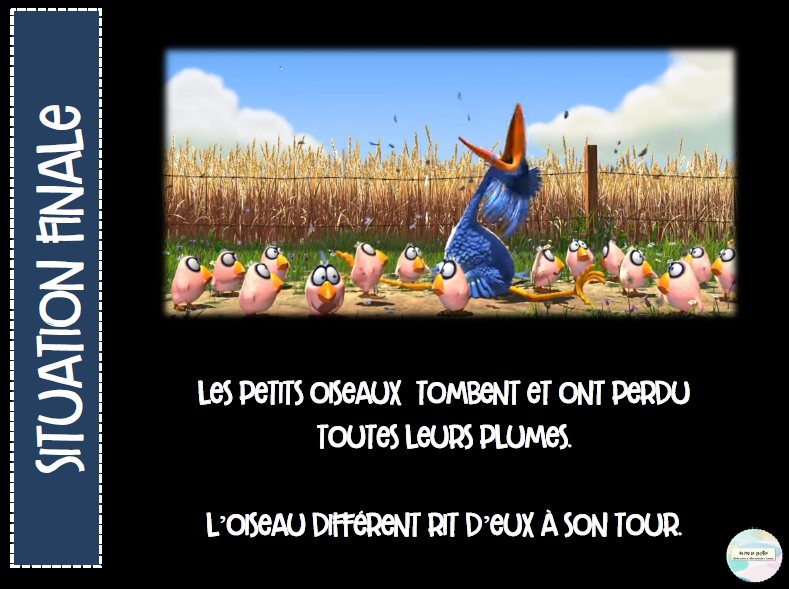 SITUATION FINALE
Les petits oiseaux tombent et ont perdu
toutes leurs plumes.
L’oiseau différent rit d’eux à son tour.